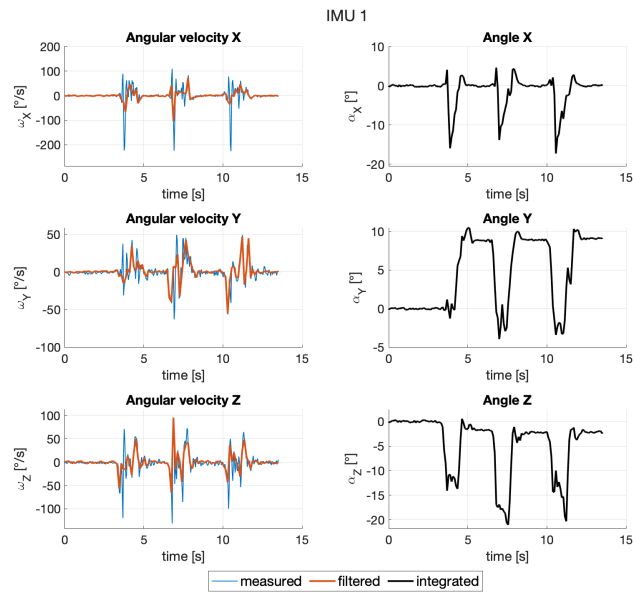 IMU 1
Angular velocity X
200
100
0
-100
-200
ω_X [°/s]
0 5 10 15
time [s]
Angle X
10
0
-10
-20
α_X [°]
0 5 10 15
time [s]
Angular velocity Y
50
0
-50
-100
ω_Y [°/s]
0 5 10 15
time [s]
Angle Y
10
5
0
-5
α_Y [°]
0 5 10 15
time [s]
Angular velocity Z
100
50
0
-50
-100
ω_Z [°/s]
0 5 10 15
time [s]
Angle Z
0
-5
-10
-15
-20
α_Z [°]
0 5 10 15
time [s]
measured filtered integrated